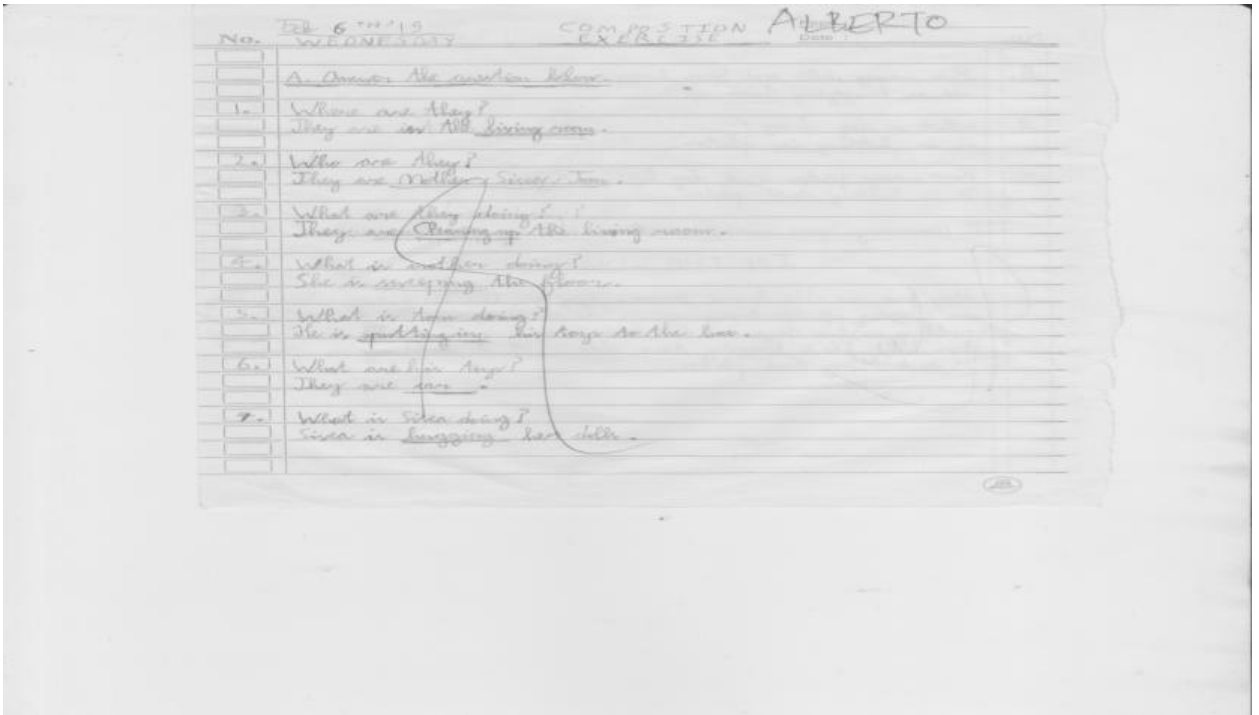 Feb 6TH '19 COMPOSITION ALBERTO
No. WEDNESDAY EXERCISE Date
A. Answer the question below.
1. Where are they?
They are in the living room.
2. Who are they?
They are Mother, Tom.
3. What are they doing?
They are Cleaning up the living room.
4. What is mother doing?
She is sweeping the floor.
5. What is tom doing?
He is putting in his toys to the box.
6. What are his toys?
They are
7. What is doing?
is hugging her dolls.